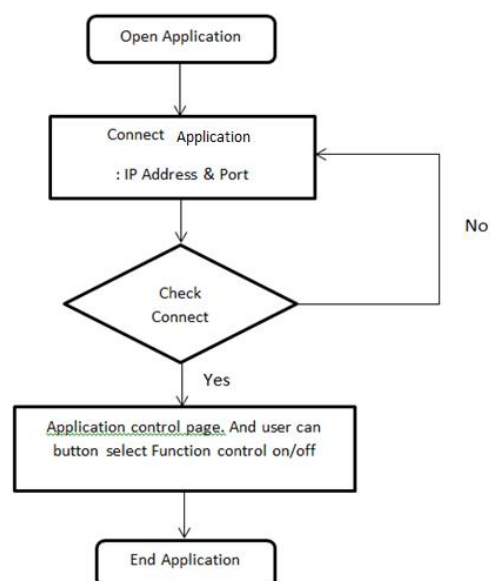 Open Application
Connect Application
: IP Address & Port
No
Check
Connect
Yes
Application control page. And user can
button select Function control on/off
End Application